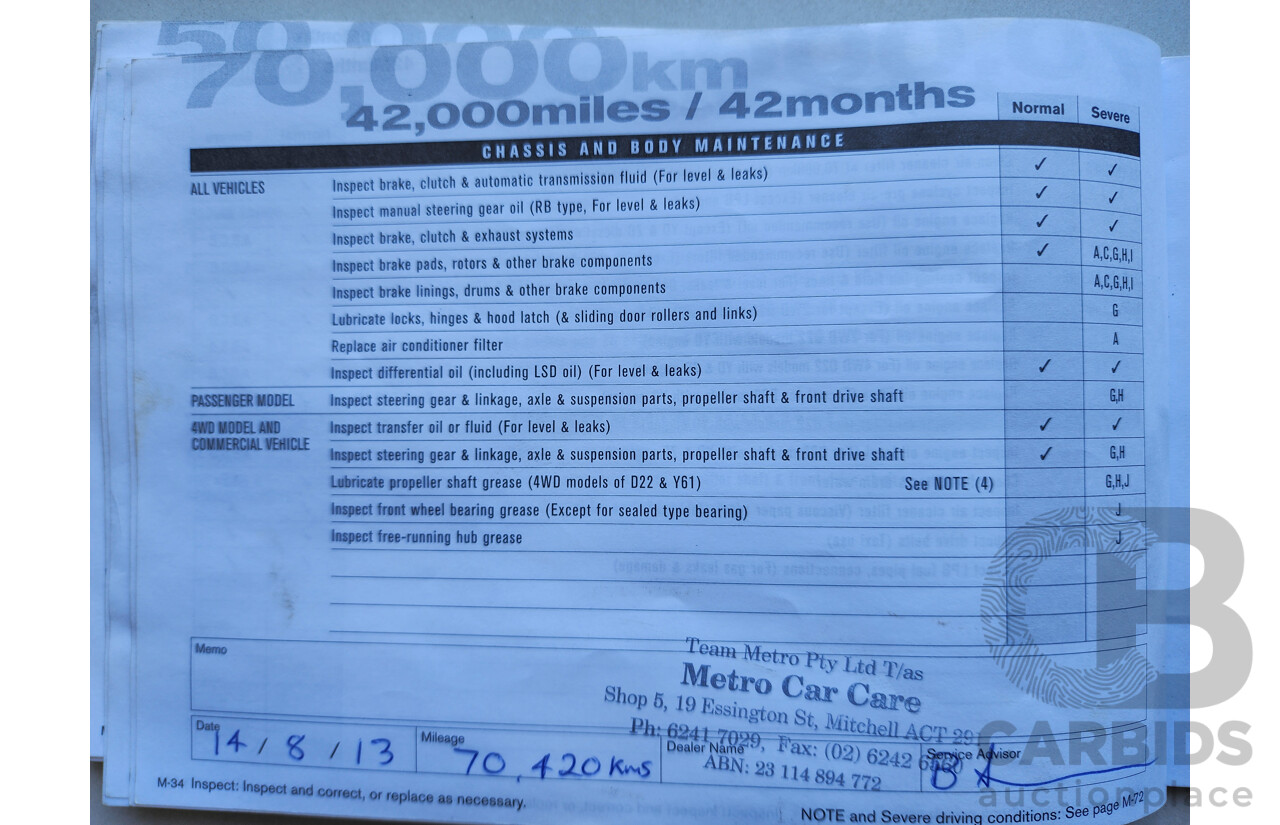 50,000
70,000km
42,000miles / 42months
Normal Severe
CHASSIS AND BODY MAINTENANCE
ALL VEHICLES Inspect brake, clutch & automatic transmission fluid (For level & leaks) ✓ ✓
Inspect manual steering gear oil (RB type, For level & leaks) ✓ ✓
Inspect brake, clutch & exhaust systems ✓ ✓
Inspect brake pads, rotors & other brake components ✓ A,C,G,H,I
Inspect brake linings, drums & other brake components A,C,G,H,I
Lubricate locks, hinges & hood latch (& sliding door rollers and links) G
Replace air conditioner filter A
Inspect differential oil (including LSD oil) (For level & leaks) ✓ ✓
PASSENGER MODEL Inspect steering gear & linkage, axle & suspension parts, propeller shaft & front drive shaft G,H
4WD MODEL AND Inspect transfer oil or fluid (For level & leaks) ✓ ✓
COMMERCIAL VEHICLE Inspect steering gear & linkage, axle & suspension parts, propeller shaft & front drive shaft ✓ G,H
Lubricate propeller shaft grease (4WD models of D22 & Y61) See NOTE (4) G,H,J
Inspect front wheel bearing grease (Except for sealed type bearing) J
Inspect free-running hub grease J
Memo
Team Metro Pty Ltd T/as
Metro Car Care
Shop 5, 19 Essington St, Mitchell ACT 291
Ph: 6241 7029, Fax: (02) 6242
ABN: 23 114 894 772
Date 14 / 8 / 13
Mileage 70,420 Kms
Dealer Name
Service Advisor
M-34 Inspect: Inspect and correct, or replace as necessary.
NOTE and Severe driving conditions: See page M-72
CARBIDS
auctionplace